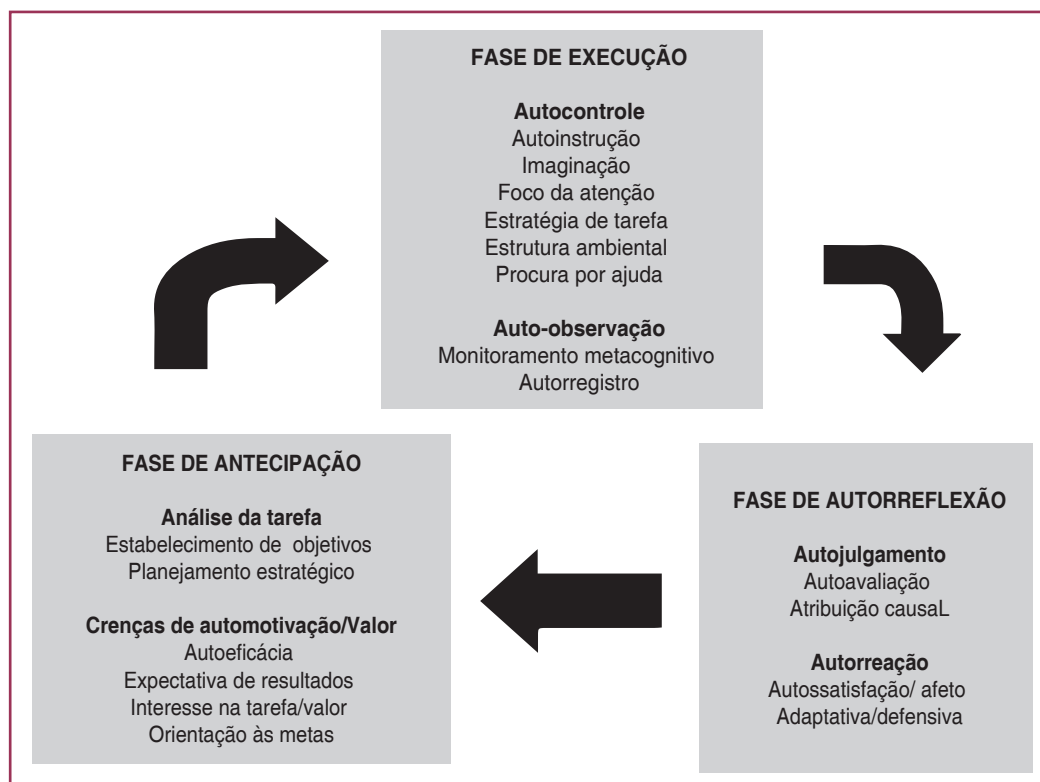 FASE DE EXECUÇÃO
Autocontrole
Autoinstrução
Imaginação
Foco da atenção
Estratégia de tarefa
Estrutura ambiental
Procura por ajuda
Auto-observação
Monitoramento metacognitivo
Autorregistro
FASE DE ANTECIPAÇÃO
Análise da tarefa
Estabelecimento de objetivos
Planejamento estratégico
Crenças de automotivação/Valor
Autoeficácia
Expectativa de resultados
Interesse na tarefa/valor
Orientação às metas
FASE DE AUTORREFLEXÃO
Autojulgamento
Autoavaliação
Atribuição causaL
Autorreação
Autossatisfação/ afeto
Adaptativa/defensiva